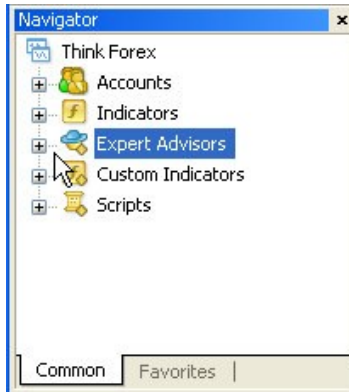 Navigator
Think Forex
Accounts
Indicators
Expert Advisors
Custom Indicators
Scripts
Common
Favorites